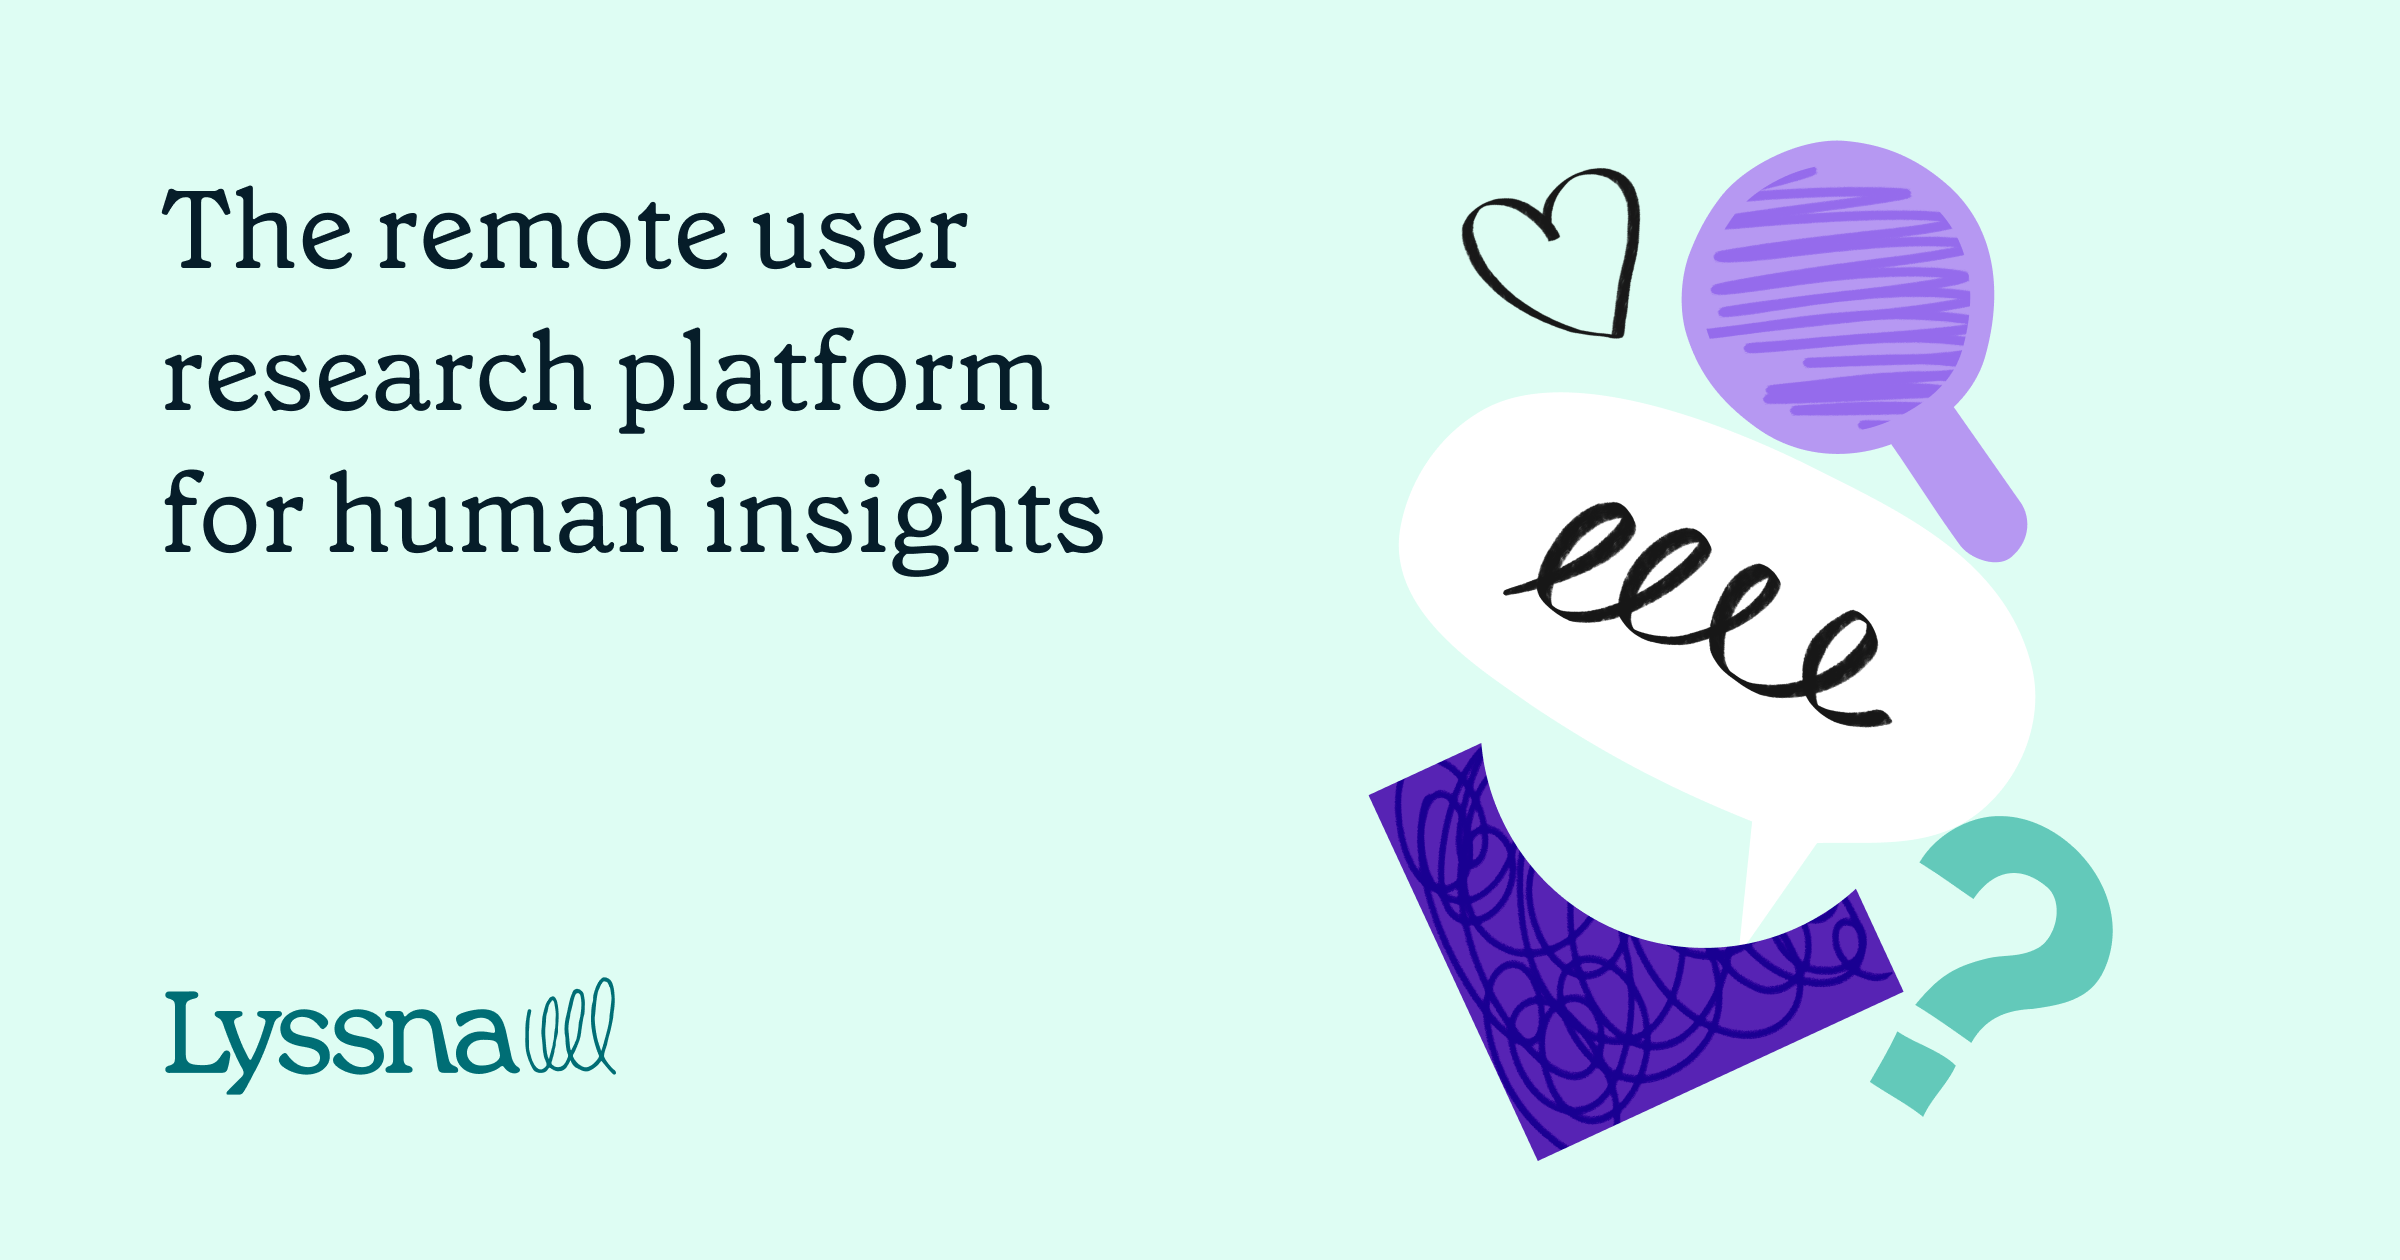 The remote user
research platform
for human insights
Lyssna